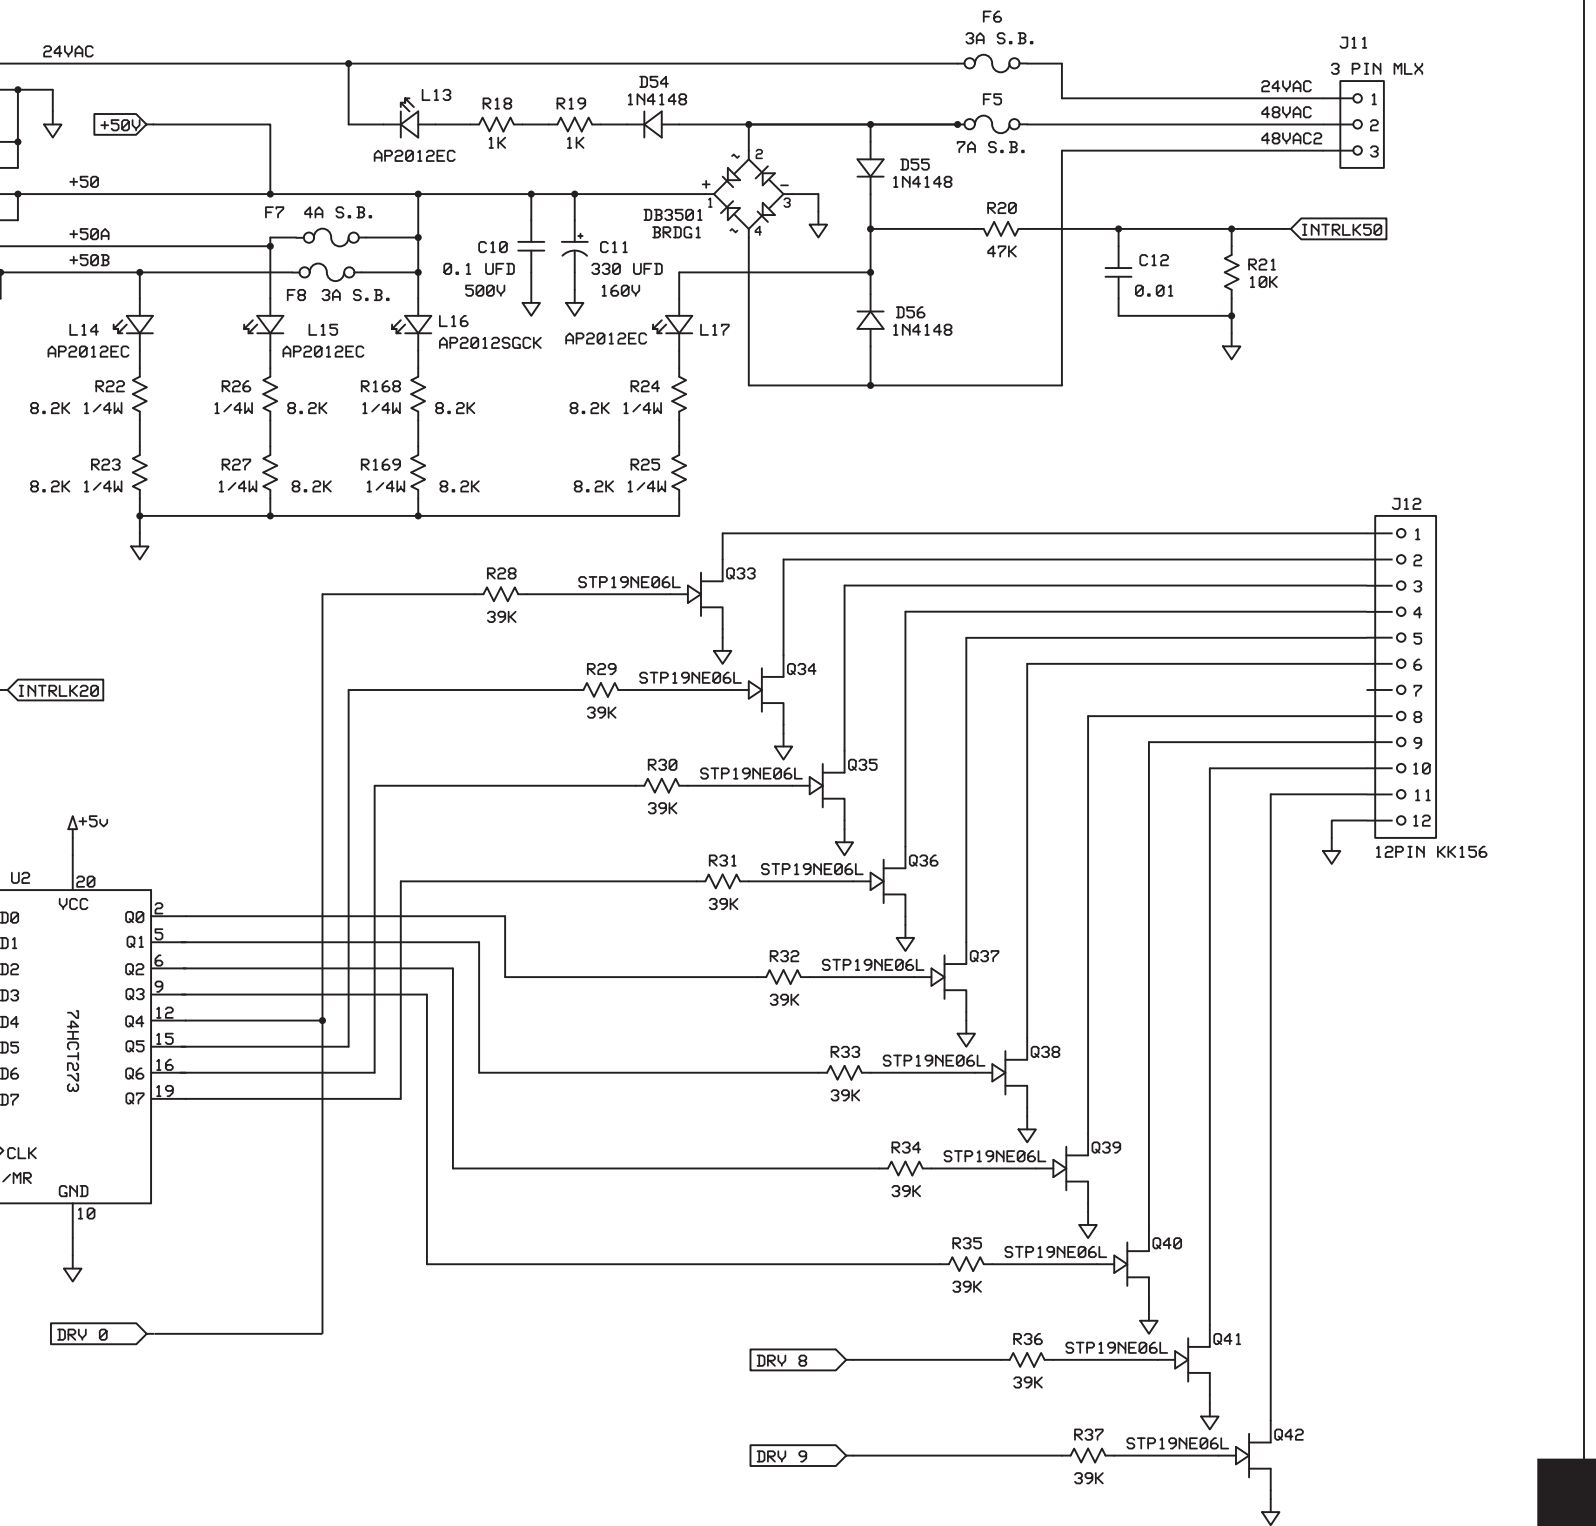 F6
3A S.B.
J11
3 PIN MLX
24VAC
D54
1N4148
L13
R18
R19
1K
1K
AP2012EC
F5
7A S.B.
24VAC
1
48VAC
2
48VAC2
3
+50V
~
2
+
1
-
3
~
4
D55
1N4148
+50
F7 4A S.B.
DB3501
BRDG1
R20
47K
INTRLK50
+50A
+50B
C10
0.1 UFD
500V
+
C11
330 UFD
160V
C12
0.01
R21
10K
F8 3A S.B.
L14
AP2012EC
L15
AP2012EC
L16
AP2012SGCK
AP2012EC
L17
D56
1N4148
R22
8.2K 1/4W
R26
1/4W
8.2K
R168
1/4W
8.2K
R24
8.2K 1/4W
R23
8.2K 1/4W
R27
1/4W
8.2K
R169
1/4W
8.2K
R25
8.2K 1/4W
J12
1
2
3
4
5
6
7
8
9
10
11
12
12PIN KK156
R28
39K
STP19NE06L
Q33
R29
39K
STP19NE06L
Q34
INTRLK20
R30
39K
STP19NE06L
Q35
+5v
R31
39K
STP19NE06L
Q36
U2
20
VCC
D0
Q0
2
D1
Q1
5
D2
Q2
6
D3
Q3
9
D4
Q4
12
D5
Q5
15
D6
Q6
16
D7
Q7
19
74HCT273
CLK
/MR
GND
10
R32
39K
STP19NE06L
Q37
R33
39K
STP19NE06L
Q38
R34
39K
STP19NE06L
Q39
R35
39K
STP19NE06L
Q40
DRV 0
DRV 8
R36
39K
STP19NE06L
Q41
DRV 9
R37
39K
STP19NE06L
Q42